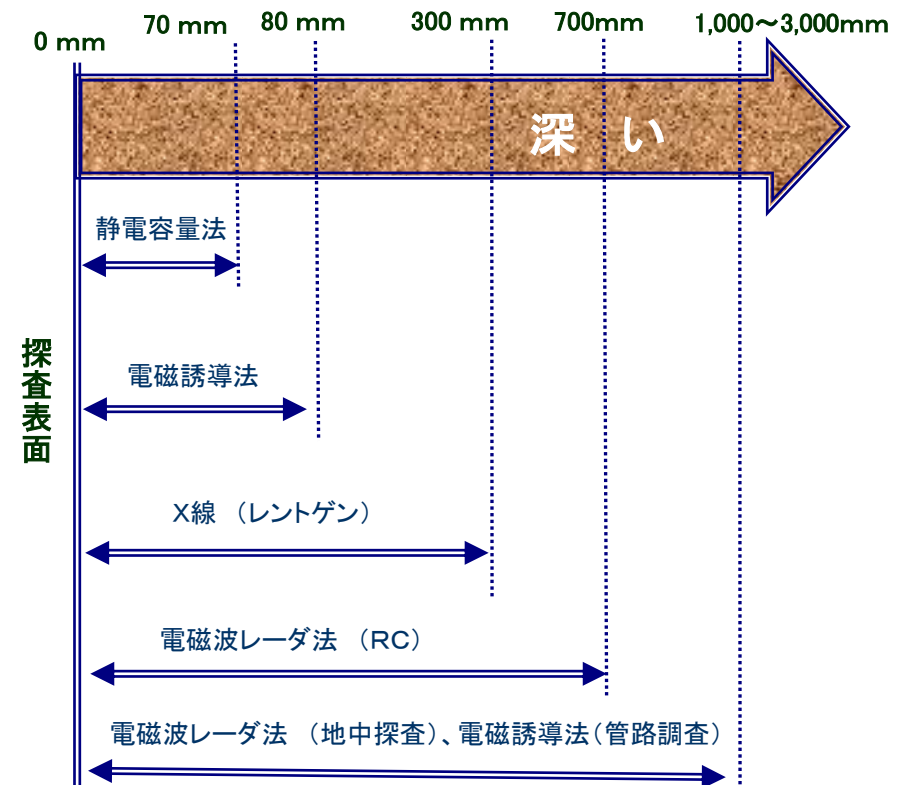 0 mm
70 mm
80 mm
300 mm
700mm
1,000～3,000mm
深　い
静電容量法
探査表面
電磁誘導法
X線　（レントゲン）
電磁波レーダ法　（RC）
電磁波レーダ法　（地中探査）、電磁誘導法（管路調査）